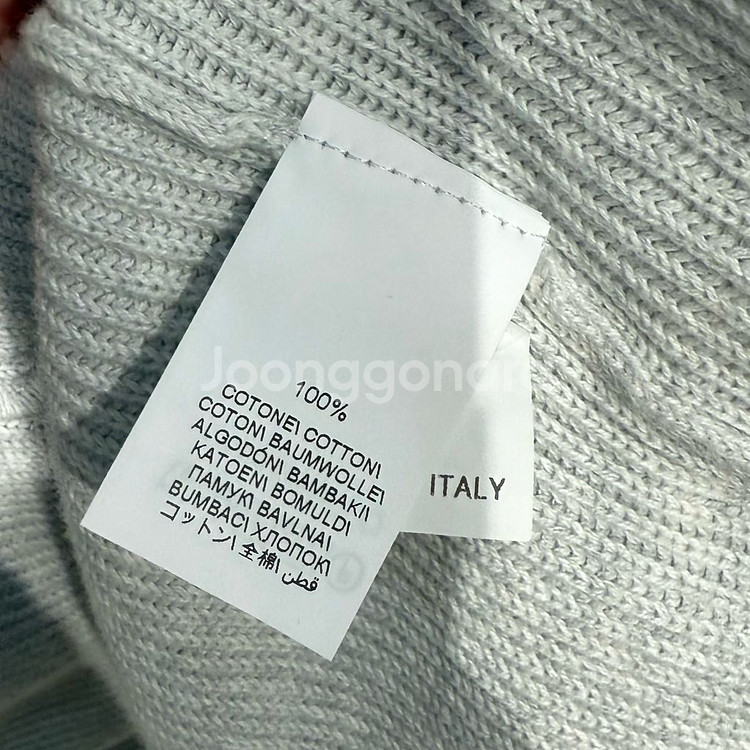 Joonggona
100%
COTONE\ COTTON\
COTON\ BAUMWOLLE\
ALGODÓN\ BAMBAKI\
KATOEN\ BOMULD\
ПАМУК\ BAVLNA\
BUMBAC\ ХЛОПОК\
コットン\ 全棉\ قطن
ITALY